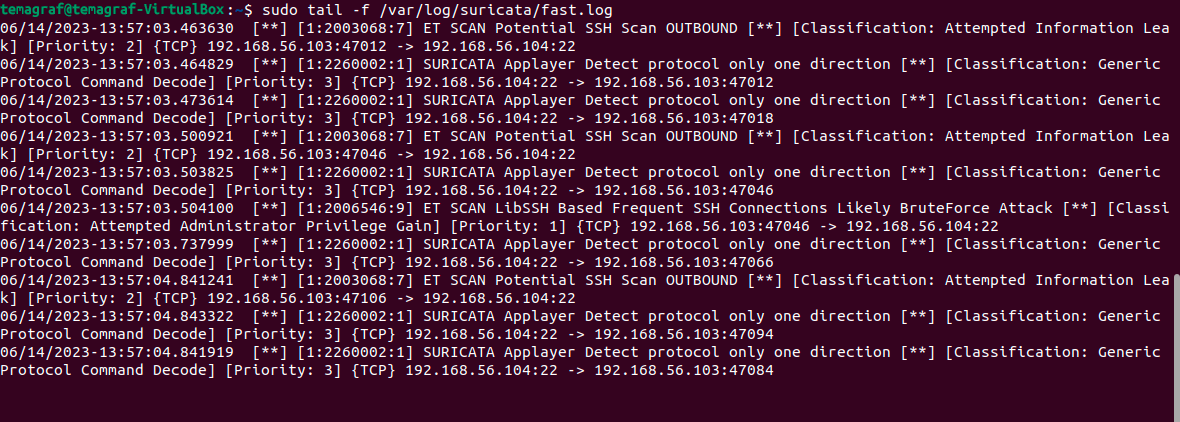 temagraf@temagraf-VirtualBox:~$ sudo tail -f /var/log/suricata/fast.log
06/14/2023-13:57:03.463630  [**] [1:2003068:7] ET SCAN Potential SSH Scan OUTBOUND [**] [Classification: Attempted Information Lea
k] [Priority: 2] {TCP} 192.168.56.103:47012 -> 192.168.56.104:22
06/14/2023-13:57:03.464829  [**] [1:2260002:1] SURICATA Applayer Detect protocol only one direction [**] [Classification: Generic
Protocol Command Decode] [Priority: 3] {TCP} 192.168.56.104:22 -> 192.168.56.103:47012
06/14/2023-13:57:03.473614  [**] [1:2260002:1] SURICATA Applayer Detect protocol only one direction [**] [Classification: Generic
Protocol Command Decode] [Priority: 3] {TCP} 192.168.56.104:22 -> 192.168.56.103:47018
06/14/2023-13:57:03.500921  [**] [1:2003068:7] ET SCAN Potential SSH Scan OUTBOUND [**] [Classification: Attempted Information Lea
k] [Priority: 2] {TCP} 192.168.56.103:47046 -> 192.168.56.104:22
06/14/2023-13:57:03.503825  [**] [1:2260002:1] SURICATA Applayer Detect protocol only one direction [**] [Classification: Generic
Protocol Command Decode] [Priority: 3] {TCP} 192.168.56.104:22 -> 192.168.56.103:47046
06/14/2023-13:57:03.504100  [**] [1:2006546:9] ET SCAN LibSSH Based Frequent SSH Connections Likely BruteForce Attack [**] [Classi
fication: Attempted Administrator Privilege Gain] [Priority: 1] {TCP} 192.168.56.103:47046 -> 192.168.56.104:22
06/14/2023-13:57:03.737999  [**] [1:2260002:1] SURICATA Applayer Detect protocol only one direction [**] [Classification: Generic
Protocol Command Decode] [Priority: 3] {TCP} 192.168.56.104:22 -> 192.168.56.103:47066
06/14/2023-13:57:04.841241  [**] [1:2003068:7] ET SCAN Potential SSH Scan OUTBOUND [**] [Classification: Attempted Information Lea
k] [Priority: 2] {TCP} 192.168.56.103:47106 -> 192.168.56.104:22
06/14/2023-13:57:04.843322  [**] [1:2260002:1] SURICATA Applayer Detect protocol only one direction [**] [Classification: Generic
Protocol Command Decode] [Priority: 3] {TCP} 192.168.56.104:22 -> 192.168.56.103:47094
06/14/2023-13:57:04.841919  [**] [1:2260002:1] SURICATA Applayer Detect protocol only one direction [**] [Classification: Generic
Protocol Command Decode] [Priority: 3] {TCP} 192.168.56.104:22 -> 192.168.56.103:47084